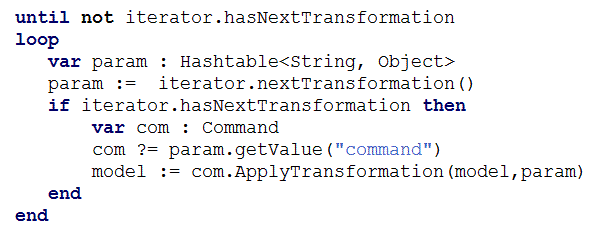 until not iterator.hasNextTransformation
loop
var param : Hashtable<String, Object>
param := iterator.nextTransformation()
if iterator.hasNextTransformation then
var com : Command
com ?= param.getValue("command")
model := com.ApplyTransformation(model,param)
end
end